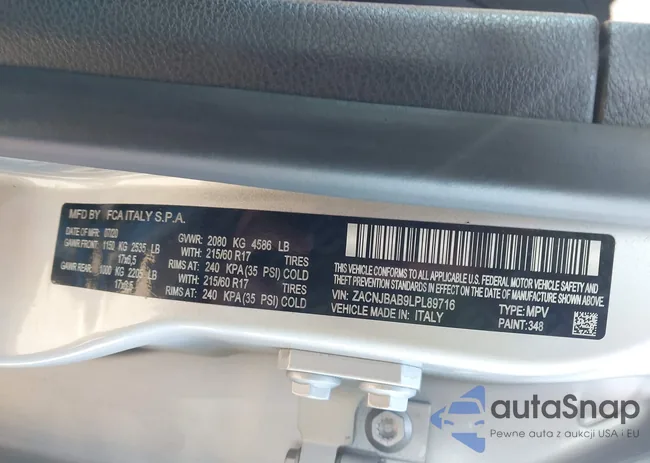 MFD BY FCA ITALY S.P.A.
DATE OF MFR 07/20 GVWR: 2080 KG 4586 LB
GAWR FRONT: 1150 KG 2535 LB WITH 215/60 R17 TIRES
17x6,5 RIMS AT: 240 KPA (35 PSI) COLD
GAWR REAR: 1000 KG 2205 LB WITH 215/60 R17 TIRES
17x6,5 RIMS AT: 240 KPA (35 PSI) COLD
THIS VEHICLE CONFORMS TO ALL APPLICABLE U.S. FEDERAL MOTOR VEHICLE SAFETY AND
THEFT PREVENTION STANDARDS IN EFFECT ON THE DATE OF MANUFACTURE SHOWN ABOVE
VIN: ZACNJBAB9LPL89716 TYPE: MPV
VEHICLE MADE IN: ITALY PAINT: 348
autaSnap
Pewne auta z aukcji USA i EU